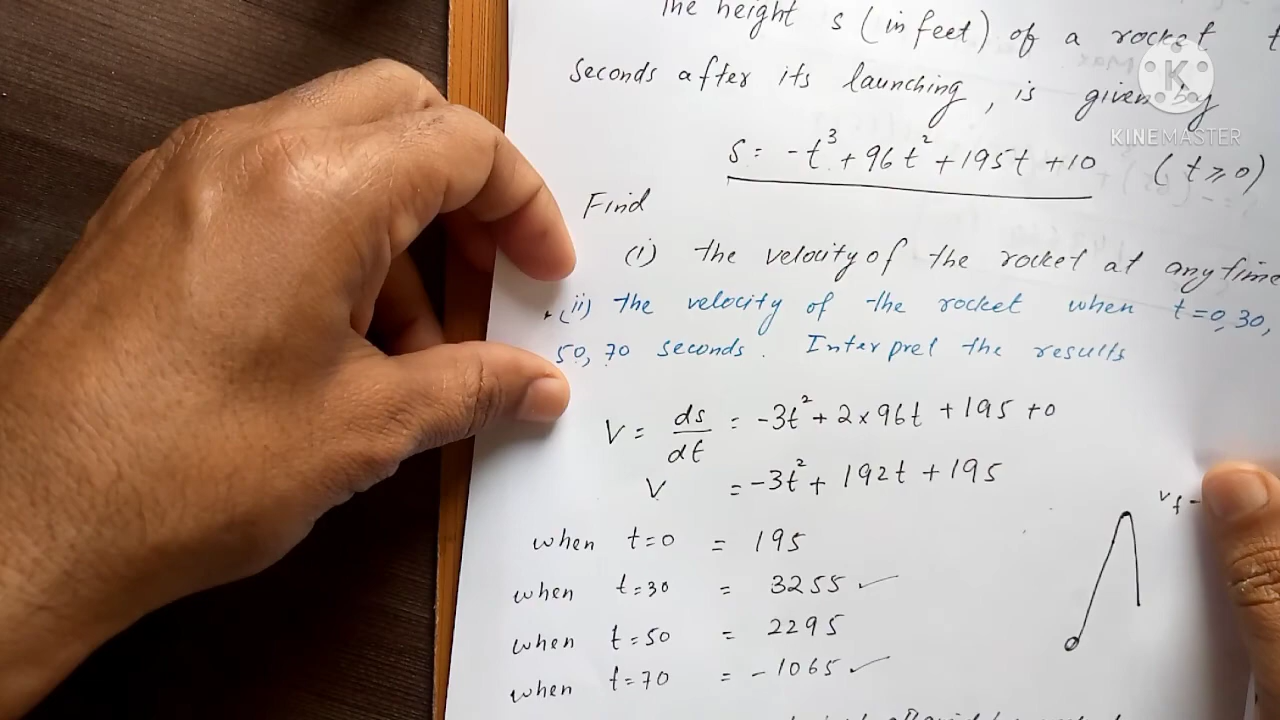 The height s (in feet) of a rocket t
seconds after its launching, is given by
KINEMASTER
s = -t³ + 96t² + 195t + 10 (t ≥ 0)
Find
(i) the velocity of the rocket at any time
(ii) the velocity of the rocket when t=0, 30,
50, 70 seconds. Interpret the results
V = ds/dt = -3t² + 2×96t + 195 + 0
V = -3t² + 192t + 195
Vf -
when t=0 = 195
when t=30 = 3255 ✓
when t=50 = 2295
when t=70 = -1065 ✓